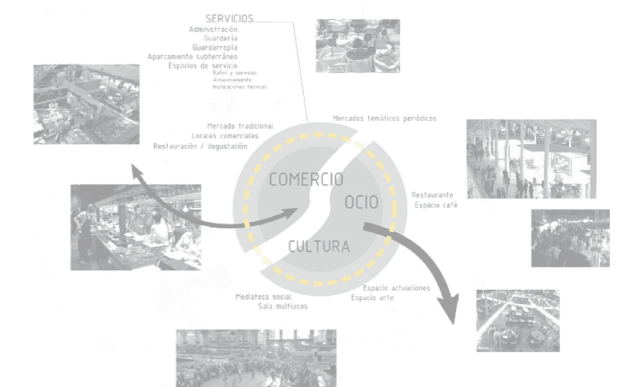 SERVICIOS
Administración
Guardería
Guardarropía
Aparcamiento subterráneo
Espacios de servicio
Baños y servicios
Almacenamiento
Instalaciones técnicas
Mercados temáticos periódicos
Mercado tradicional
Locales comerciales
Restauración / degustación
COMERCIO
OCIO
CULTURA
Restaurante
Espacio café
Espacio actuaciones
Espacio arte
Mediateca social
Sala multiusos